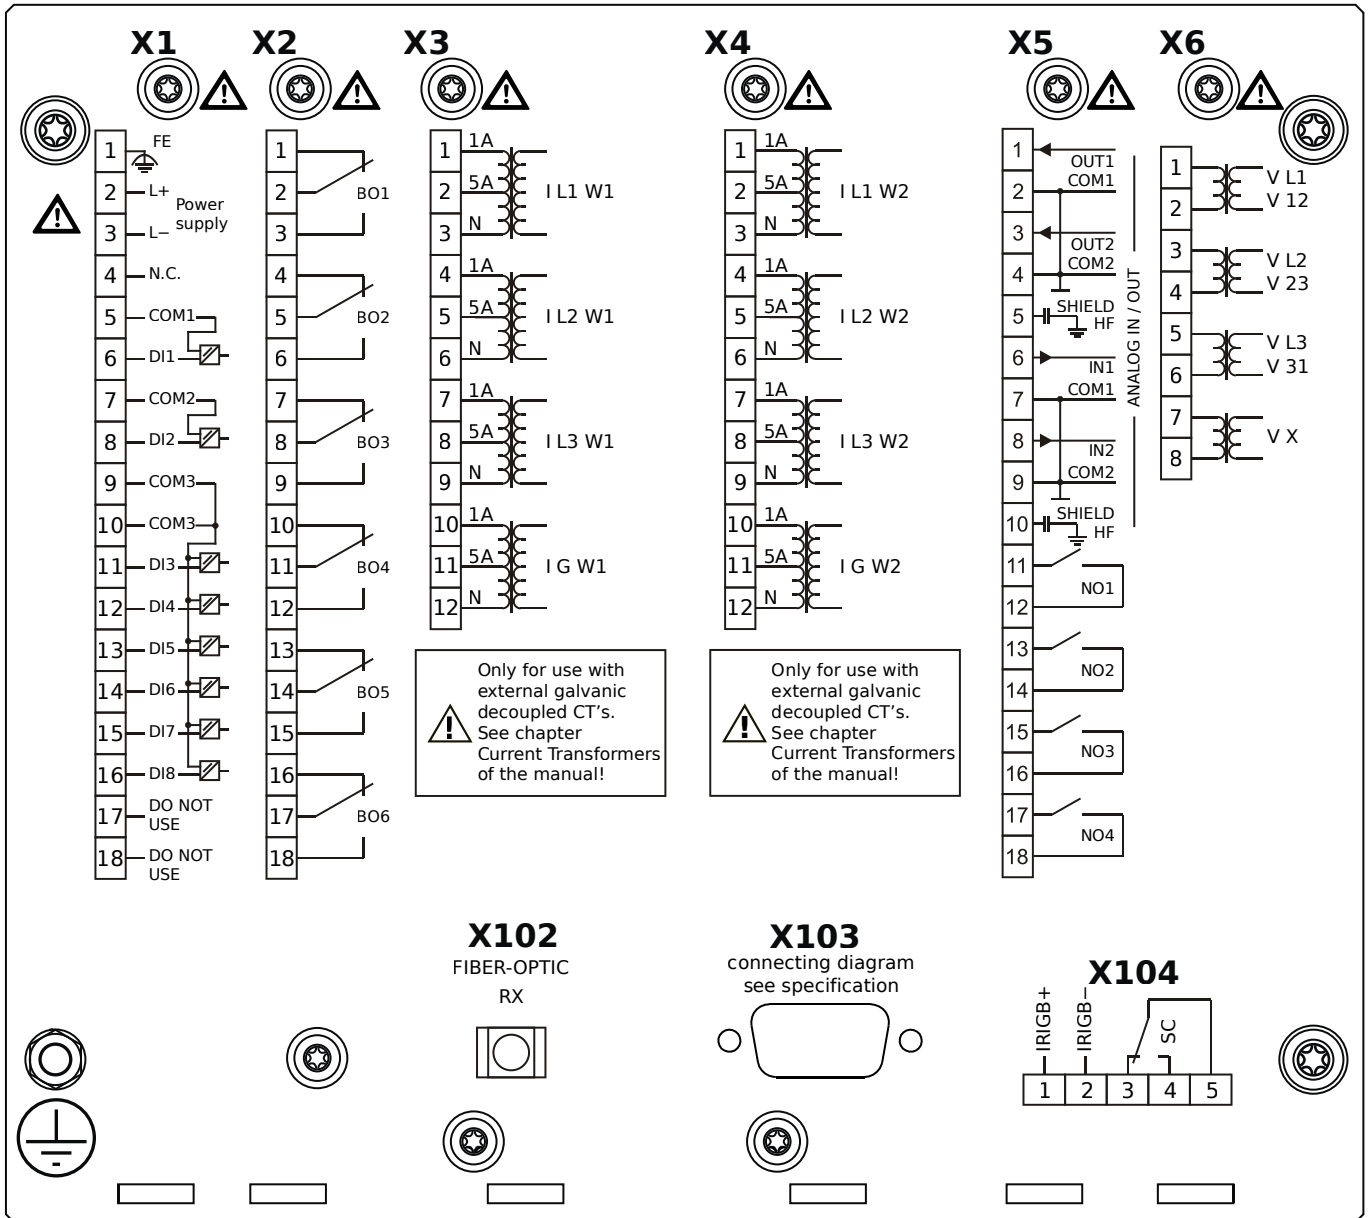 X1 X2 X3 X4 X5 X6
1 FE
2 L+
Power
supply
3 L−
4 N.C.
5 COM1
6 DI1
7 COM2
8 DI2
9 COM3
10 COM3
11 DI3
12 DI4
13 DI5
14 DI6
15 DI7
16 DI8
17 DO NOT
USE
18 DO NOT
USE
1
2 BO1
3
4
5 BO2
6
7
8 BO3
9
10
11 BO4
12
13
14 BO5
15
16
17 BO6
18
1 1A
2 5A I L1 W1
3 N
4 1A
5 5A I L2 W1
6 N
7 1A
8 5A I L3 W1
9 N
10 1A
11 5A I G W1
12 N
Only for use with
external galvanic
decoupled CT's.
See chapter
Current Transformers
of the manual!
1 1A
2 5A I L1 W2
3 N
4 1A
5 5A I L2 W2
6 N
7 1A
8 5A I L3 W2
9 N
10 1A
11 5A I G W2
12 N
Only for use with
external galvanic
decoupled CT's.
See chapter
Current Transformers
of the manual!
1
OUT1
2 COM1
3
OUT2
4 COM2
5 SHIELD
HF
6
IN1
7 COM1
8
IN2
9 COM2
10 SHIELD
HF
ANALOG IN / OUT
11
NO1
12
13
NO2
14
15
NO3
16
17
NO4
18
1 V L1
2 V 12
3 V L2
4 V 23
5 V L3
6 V 31
7 V X
8
X102
FIBER-OPTIC
RX
X103
connecting diagram
see specification
X104
IRIGB+
IRIGB−
SC
1 2 3 4 5